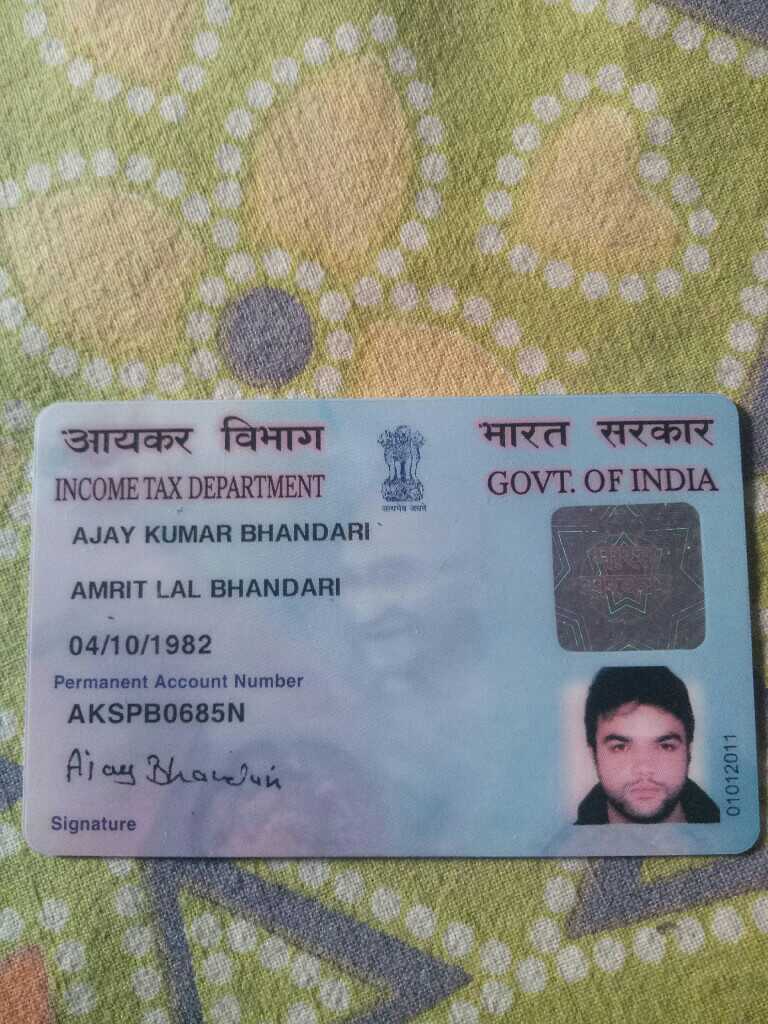 आयकर विभाग
INCOME TAX DEPARTMENT
सत्यमेव जयते
भारत सरकार
GOVT. OF INDIA
AJAY KUMAR BHANDARI
AMRIT LAL BHANDARI
04/10/1982
Permanent Account Number
AKSPB0685N
Ajay Bhandari
Signature
01012011